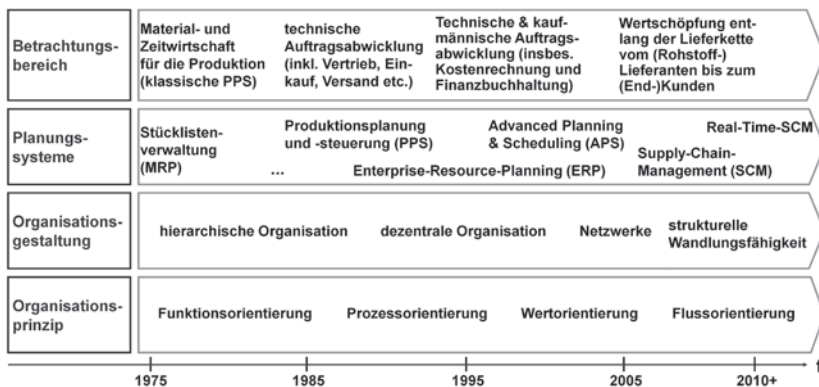 Betrachtungs-
bereich
Material- und
Zeitwirtschaft
für die Produktion
(klassische PPS)
technische
Auftragsabwicklung
(inkl. Vertrieb, Ein-
kauf, Versand etc.)
Technische & kauf-
männische Auftrags-
abwicklung (insbes.
Kostenrechnung und
Finanzbuchhaltung)
Wertschöpfung ent-
lang der Lieferkette
vom (Rohstoff-)
Lieferanten bis zum
(End-)Kunden
Planungs-
systeme
Stücklisten-
verwaltung
(MRP)
Produktionsplanung
und -steuerung (PPS)
...
Enterprise-Resource-Planning (ERP)
Advanced Planning
& Scheduling (APS)
Real-Time-SCM
Supply-Chain-
Management (SCM)
Organisations-
gestaltung
hierarchische Organisation
dezentrale Organisation
Netzwerke
strukturelle
Wandlungsfähigkeit
Organisations-
prinzip
Funktionsorientierung
Prozessorientierung
Wertorientierung
Flussorientierung
1975
1985
1995
2005
2010+
t